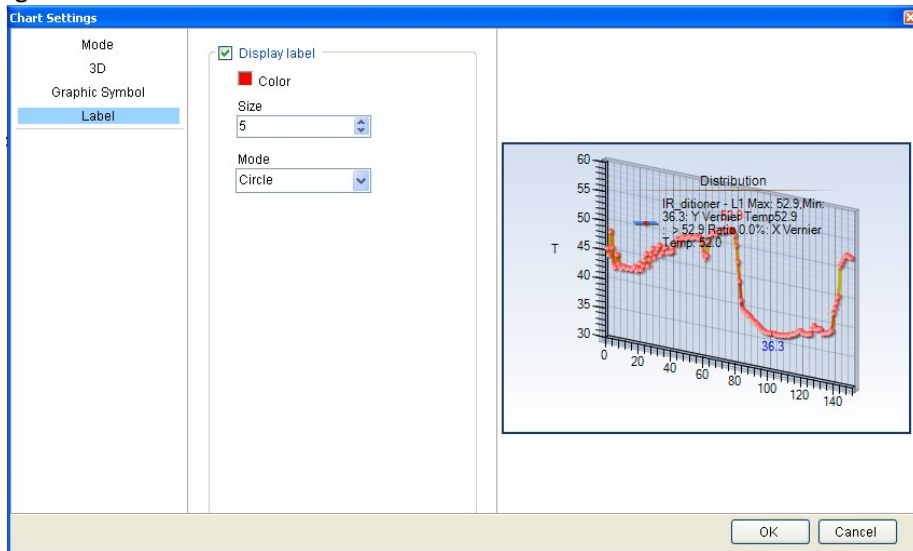 Chart Settings
Mode
3D
Graphic Symbol
Label
Display label
Color
Size
5
Mode
Circle
Distribution
IR_ditioner - L1 Max: 52.9,Min:
36.3; Y Vernier Temp52.9
: > 52.9 Ratio 0.0%: X Vernier
Temp: 52.0
52.9
36.3
T
60
55
50
45
40
35
30
0
20
40
60
80
100
120
140
OK
Cancel